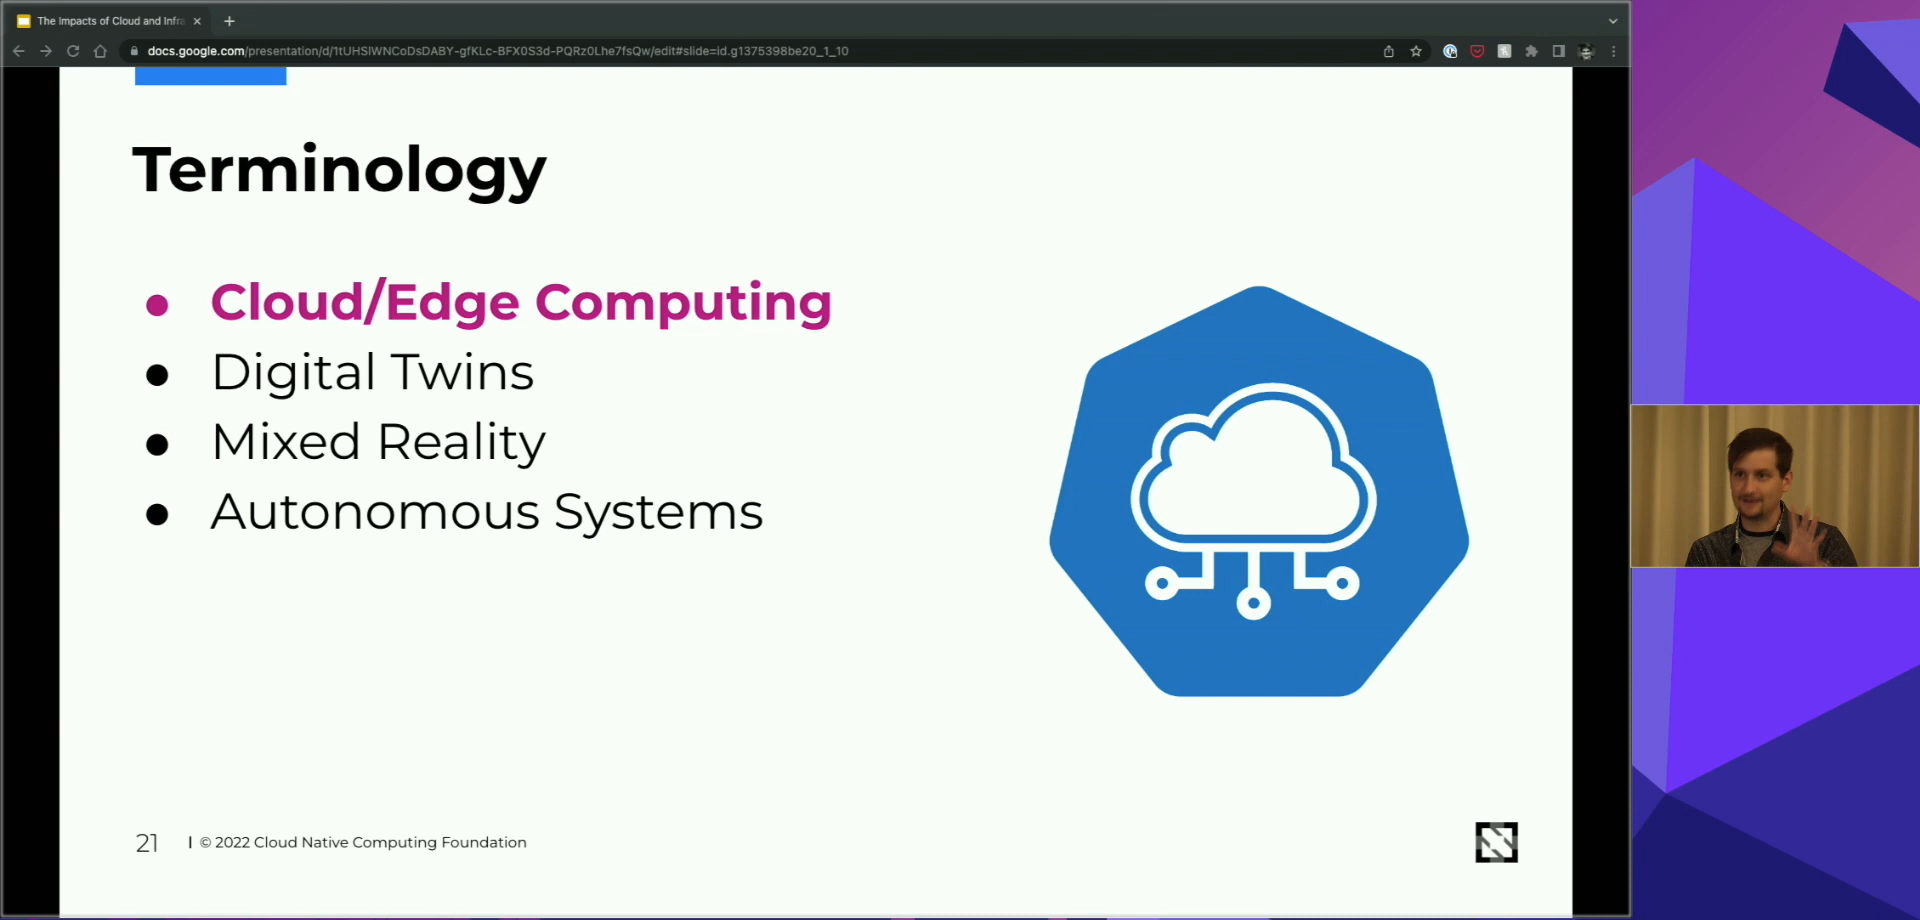 The Impacts of Cloud and Infra
docs.google.com/presentation/d/1tUHSlWNCoDsDABY-gfKLc-BFX0S3d-PQRz0Lhe7fsQw/edit#slide=id.g1375398be20_1_10
Terminology
● Cloud/Edge Computing
● Digital Twins
● Mixed Reality
● Autonomous Systems
21 | © 2022 Cloud Native Computing Foundation